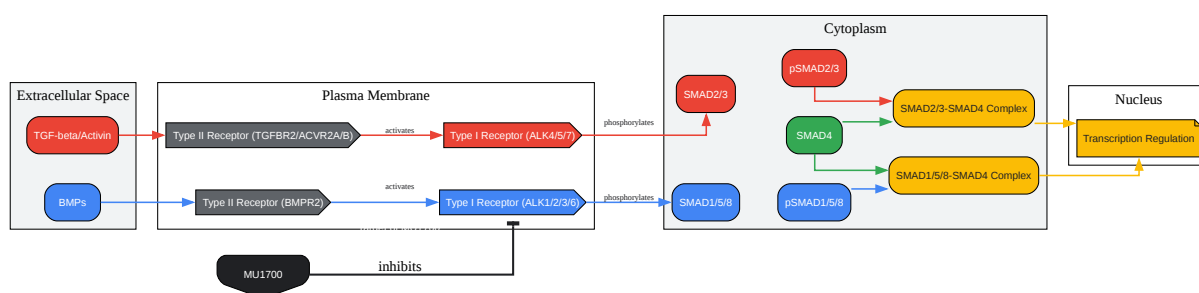 Extracellular Space
Plasma Membrane
Cytoplasm
Nucleus
TGF-beta/Activin
Type II Receptor (TGFBR2/ACVR2A/B)
activates
Type I Receptor (ALK4/5/7)
phosphorylates
SMAD2/3
pSMAD2/3
SMAD2/3-SMAD4 Complex
SMAD4
Transcription Regulation
BMPs
Type II Receptor (BMPR2)
activates
Type I Receptor (ALK1/2/3/6)
phosphorylates
SMAD1/5/8
pSMAD1/5/8
SMAD1/5/8-SMAD4 Complex
MU1700
inhibits